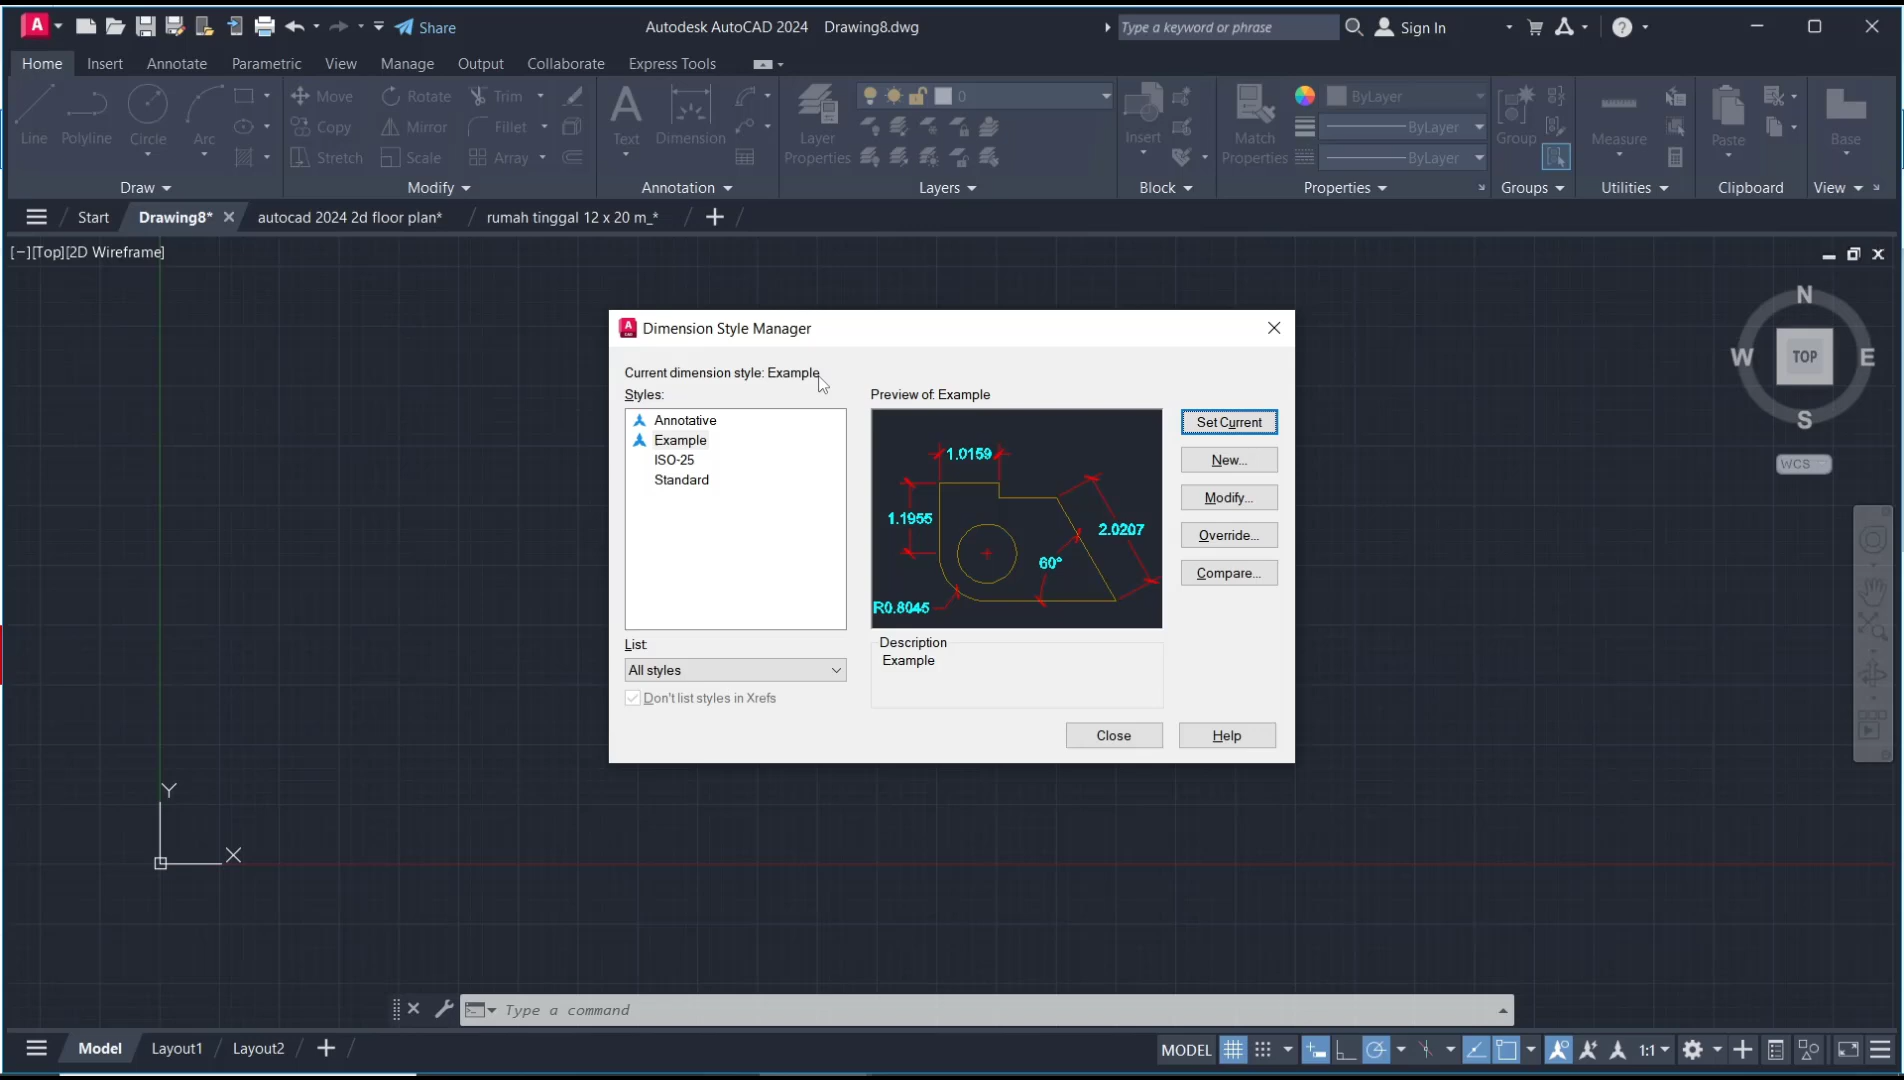 Share
Autodesk AutoCAD 2024 Drawing8.dwg
Type a keyword or phrase
Sign In
Home Insert Annotate Parametric View Manage Output Collaborate Express Tools
Line
Polyline
Circle
Arc
Move
Rotate
Trim
Copy
Mirror
Fillet
Stretch
Scale
Array
Text
Dimension
Layer
Properties
0
Insert
Match
Properties
ByLayer
ByLayer
ByLayer
Group
Measure
Paste
Base
Draw Modify Annotation Layers Block Properties Groups Utilities Clipboard View
Start Drawing8* autocad 2024 2d floor plan* rumah tinggal 12 x 20 m_*
[−][Top][2D Wireframe]
N
W TOP E
S
WCS
Dimension Style Manager
Current dimension style: Example
Styles:
Annotative
Example
ISO-25
Standard
Preview of: Example
1.0159
1.1955
2.0207
60°
R0.8045
Set Current
New...
Modify...
Override...
Compare...
List:
All styles
Don't list styles in Xrefs
Description
Example
Close
Help
Y
X
Type a command
Model Layout1 Layout2
MODEL
1:1